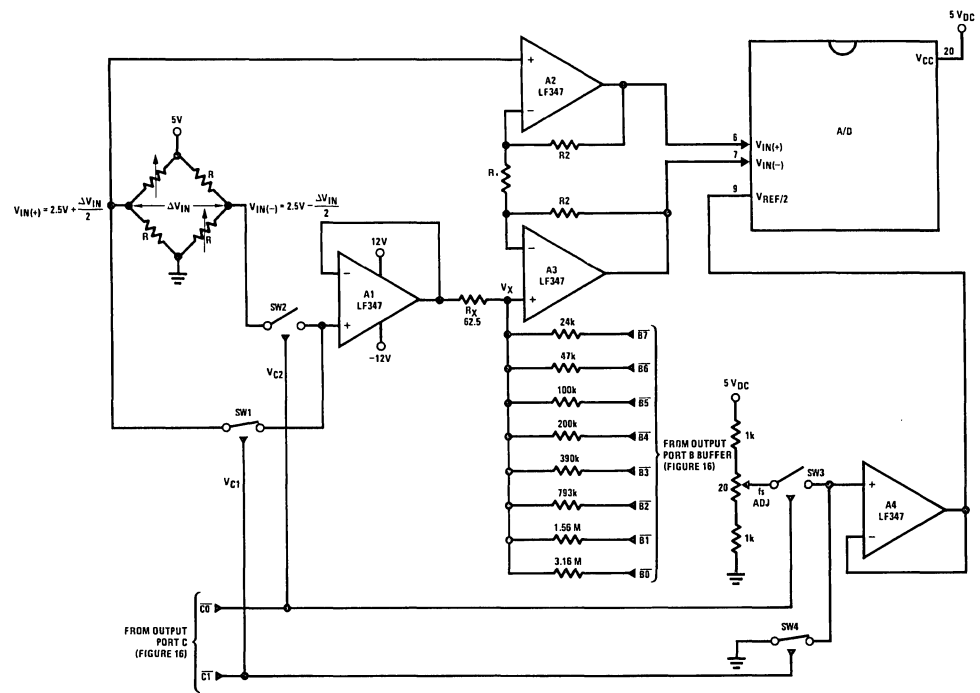 5 VDC
20
VCC
A/D
6
VIN(+)
7
VIN(−)
9
VREF/2
+
A2
LF347
−
R2
R1
R2
−
A3
LF347
+
5V
R
R
R
VIN(+) = 2.5V + ΔVIN/2
ΔVIN
VIN(−) = 2.5V − ΔVIN/2
SW2
12V
−
A1
LF347
+
−12V
RX
62.5
VX
VC2
SW1
VC1
24k
B7
47k
B6
100k
B5
200k
B4
390k
B3
793k
B2
1.56 M
B1
3.16 M
B0
FROM OUTPUT
PORT B BUFFER
(FIGURE 16)
5 VDC
1k
20
fs
ADJ
SW3
1k
+
A4
LF347
−
C0
FROM OUTPUT
PORT C
(FIGURE 16)
C1
SW4